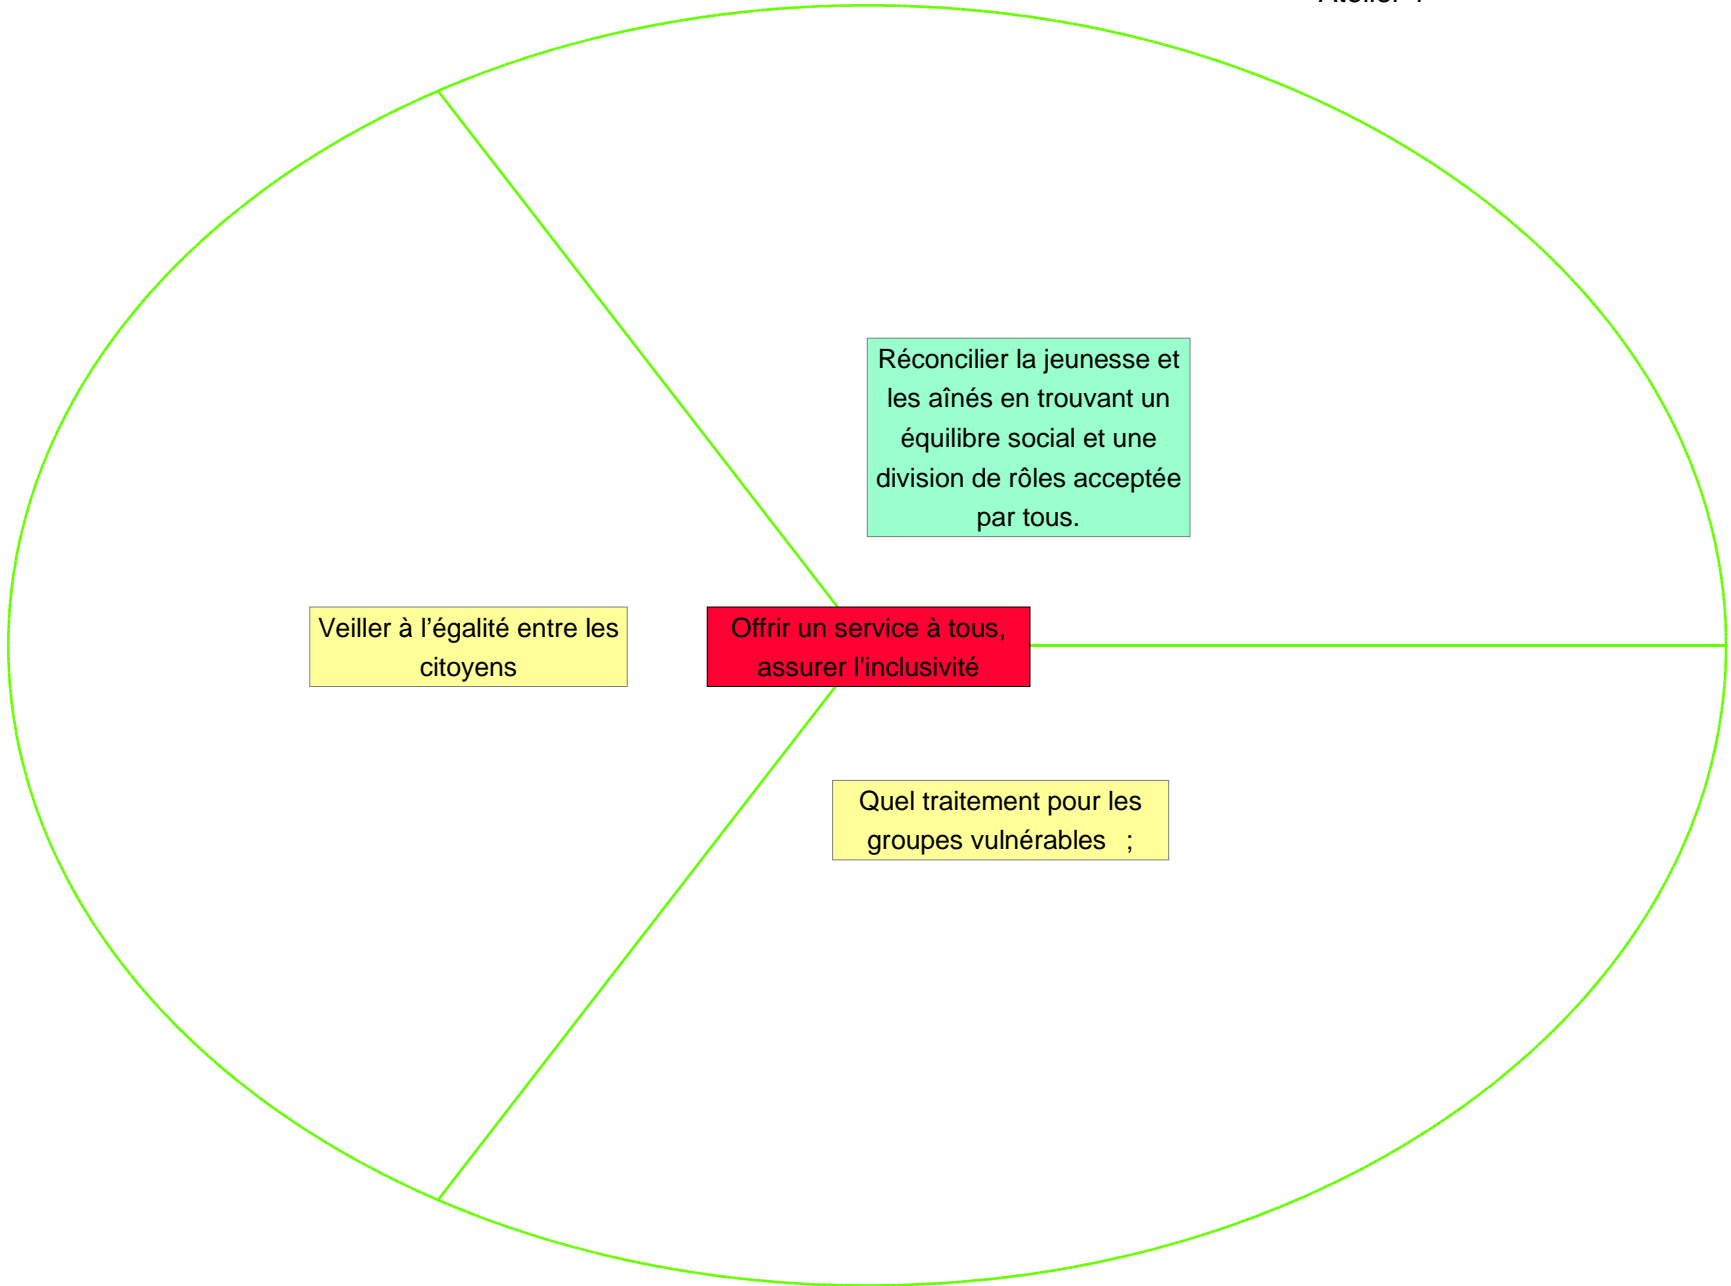 Atelier
Réconcilier la jeunesse et
les aînés en trouvant un
équilibre social et une
division de rôles acceptée
par tous.
Veiller à l’égalité entre les
citoyens
Offrir un service à tous,
assurer l'inclusivité
Quel traitement pour les
groupes vulnérables ;